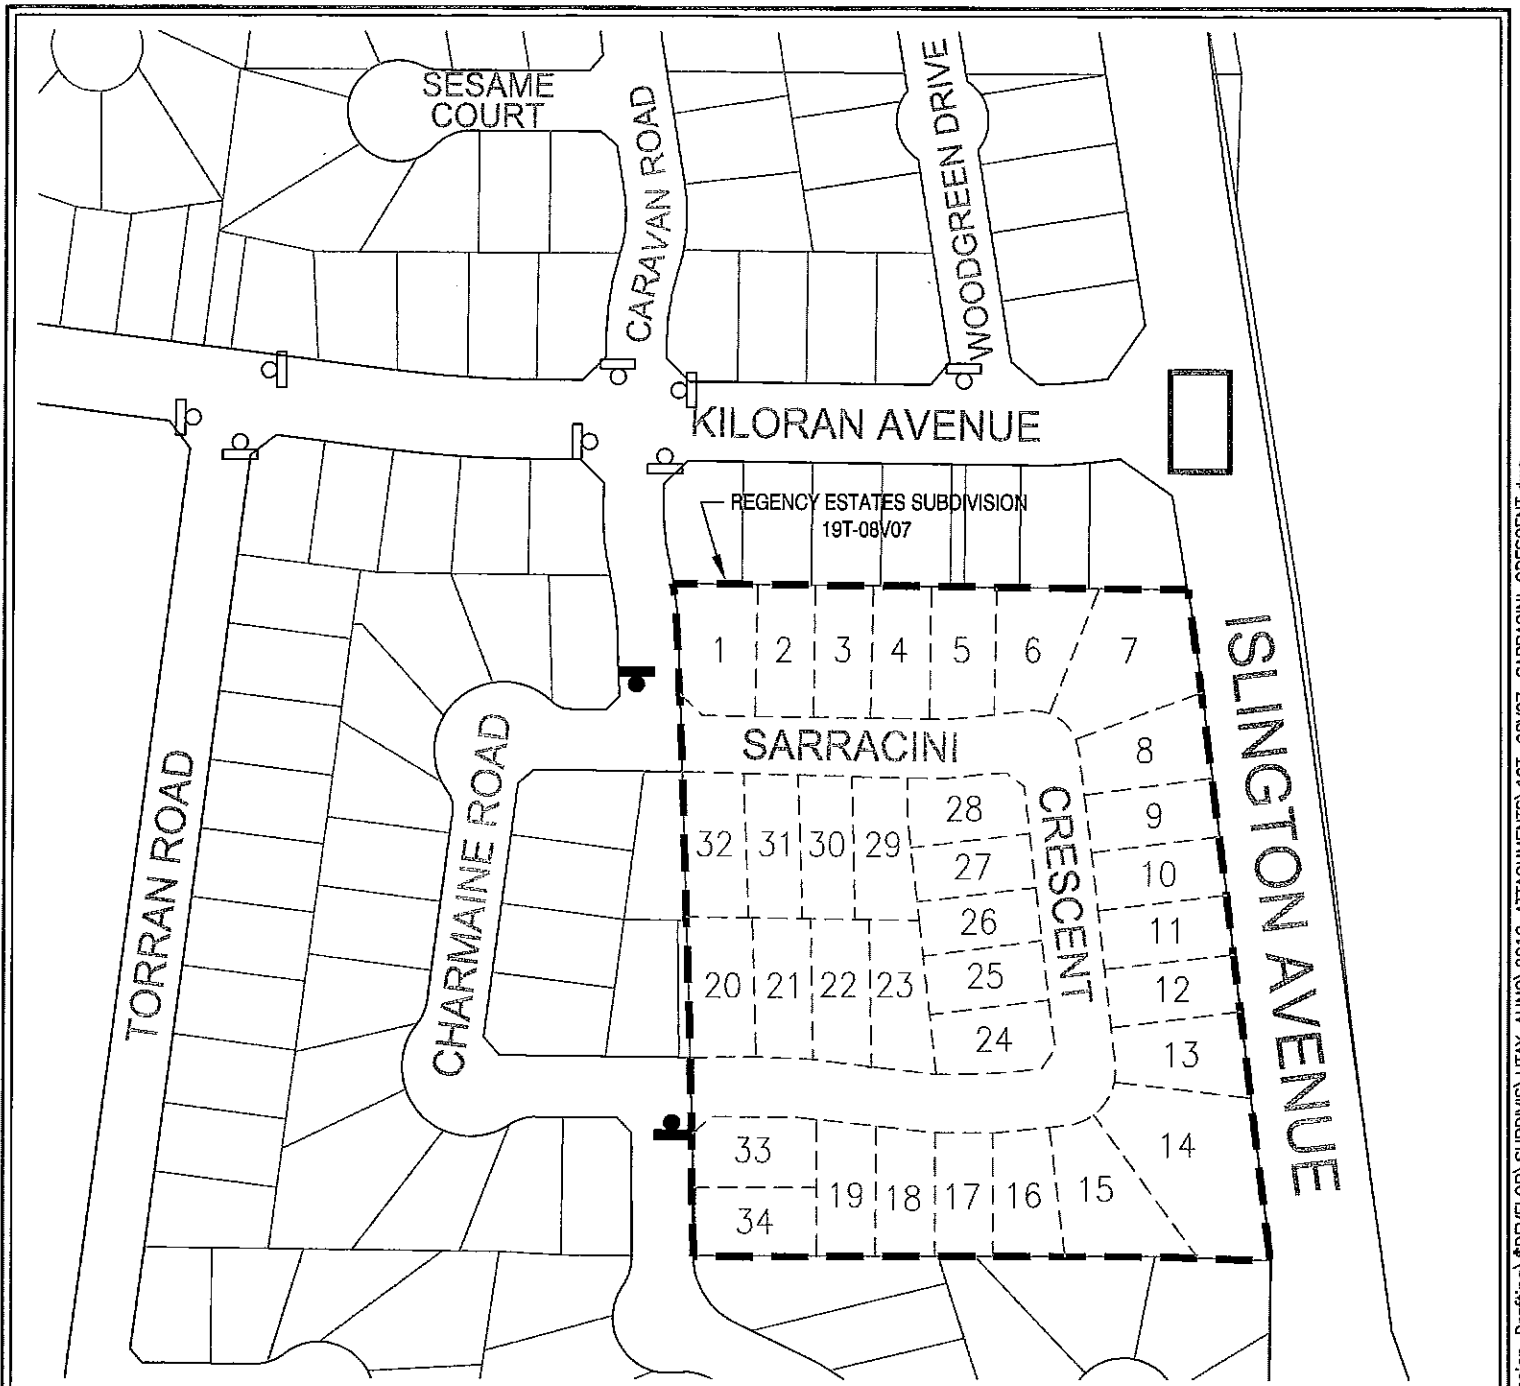 SESAME
COURT
CARAVAN ROAD
WOODGREEN DRIVE
KILORAN AVENUE
REGENCY ESTATES SUBDIVISION
19T-08V07
ISLINGTON AVENUE
1 2 3 4 5 6 7
SARRACINI
8
CRESCENT
28
9
32 31 30 29
27
10
26
11
TORRAN ROAD
CHARMAINE ROAD
20 21 22 23
25
12
24
13
33
14
19 18 17 16 15
34